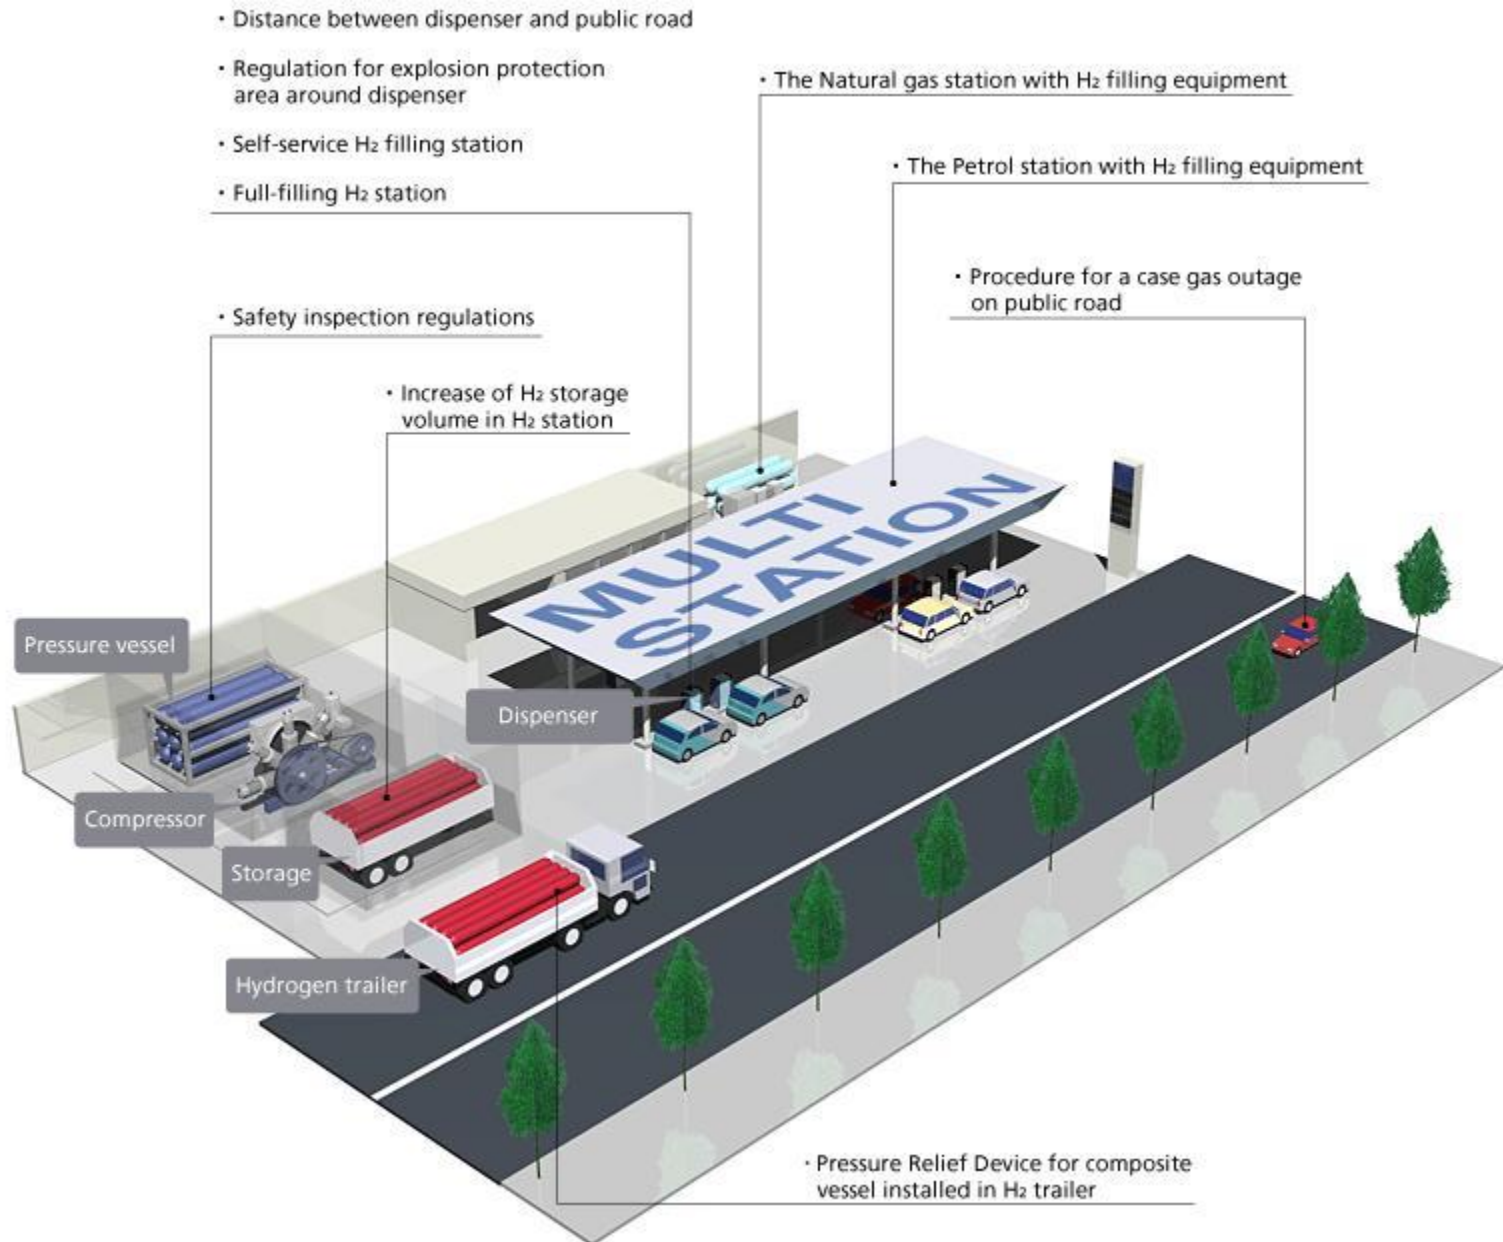 · Distance between dispenser and public road
· Regulation for explosion protection
area around dispenser
· Self-service H₂ filling station
· Full-filling H₂ station
· The Natural gas station with H₂ filling equipment
· The Petrol station with H₂ filling equipment
· Procedure for a case gas outage
on public road
· Safety inspection regulations
· Increase of H₂ storage
volume in H₂ station
MULTI
STATION
Pressure vessel
Dispenser
Compressor
Storage
Hydrogen trailer
· Pressure Relief Device for composite
vessel installed in H₂ trailer